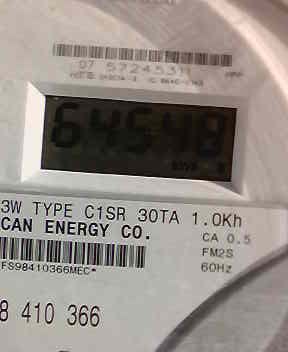 07 57245311
64548
3W TYPE C1SR 30TA 1.0Kh
CAN ENERGY CO.
CA 0.5
FM2S
60Hz
FS98410366MEC*
8 410 366